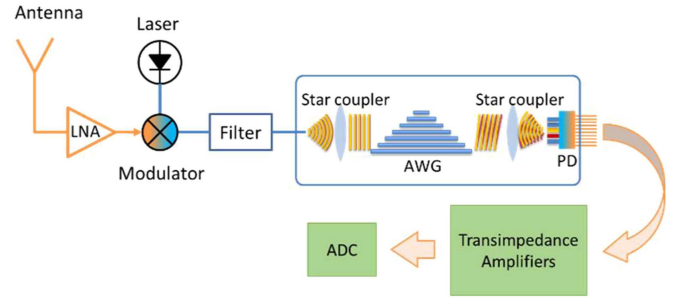 Antenna
Laser
LNA
Modulator
Filter
Star coupler
Star coupler
AWG
PD
ADC
Transimpedance
Amplifiers